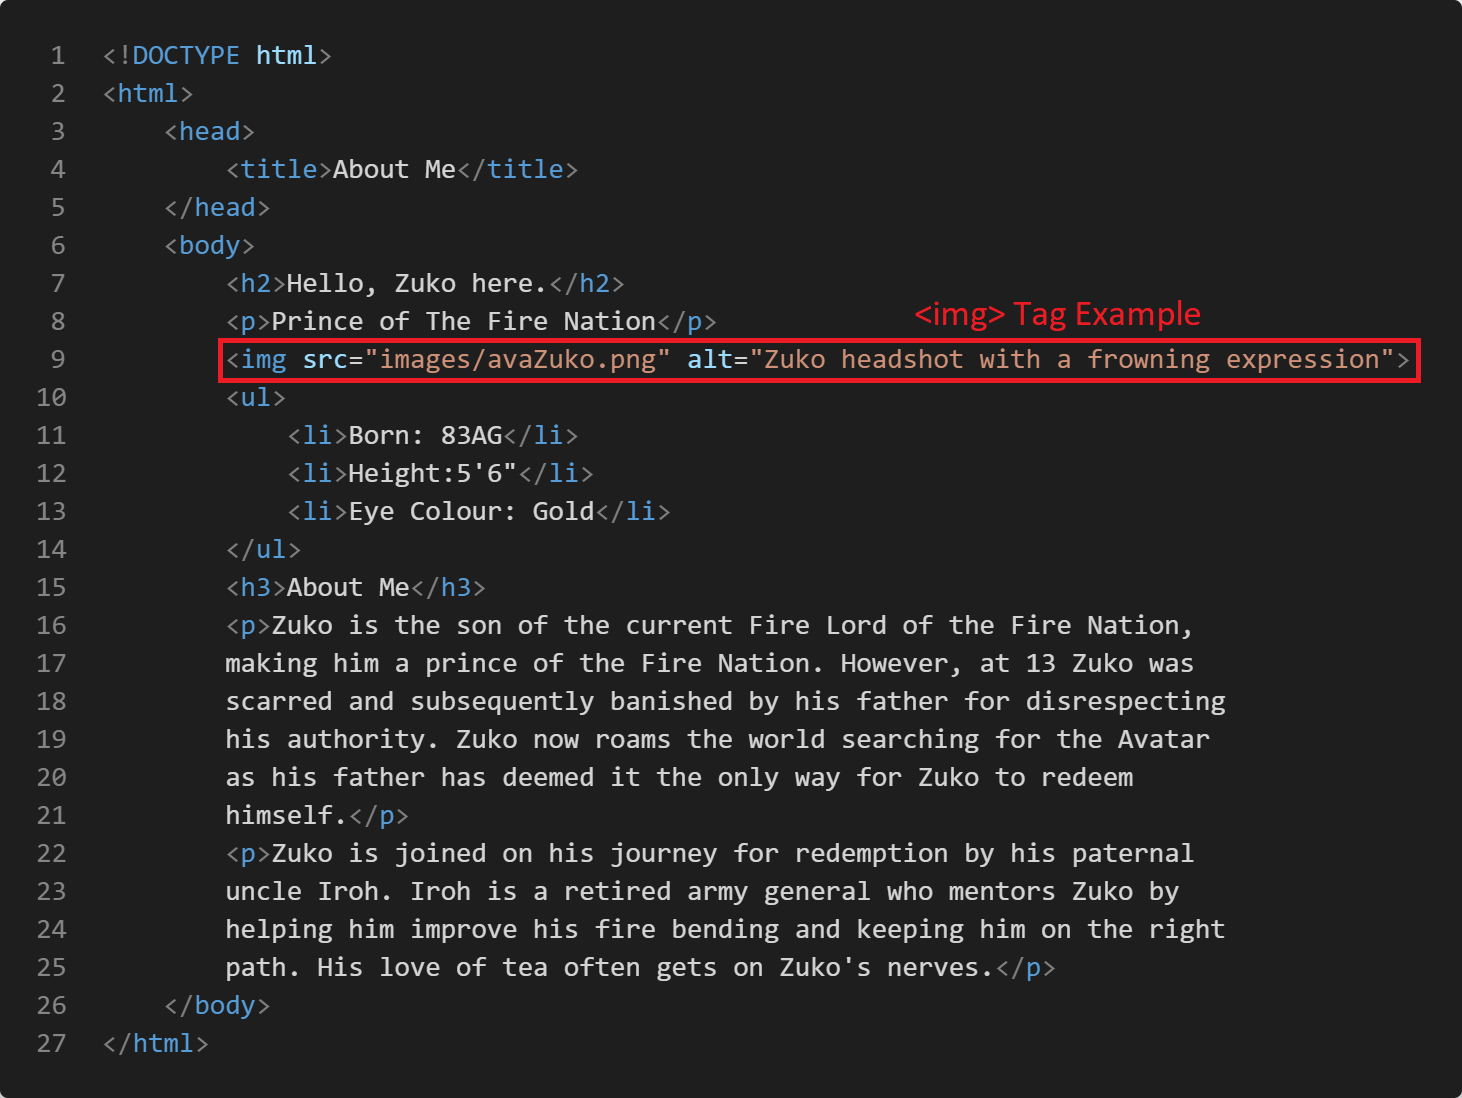 1 <!DOCTYPE html>
2 <html>
3     <head>
4         <title>About Me</title>
5     </head>
6     <body>
7         <h2>Hello, Zuko here.</h2>
<img> Tag Example
8         <p>Prince of The Fire Nation</p>
9         <img src="images/avaZuko.png" alt="Zuko headshot with a frowning expression">
10         <ul>
11             <li>Born: 83AG</li>
12             <li>Height:5'6"</li>
13             <li>Eye Colour: Gold</li>
14         </ul>
15         <h3>About Me</h3>
16         <p>Zuko is the son of the current Fire Lord of the Fire Nation,
17         making him a prince of the Fire Nation. However, at 13 Zuko was
18         scarred and subsequently banished by his father for disrespecting
19         his authority. Zuko now roams the world searching for the Avatar
20         as his father has deemed it the only way for Zuko to redeem
21         himself.</p>
22         <p>Zuko is joined on his journey for redemption by his paternal
23         uncle Iroh. Iroh is a retired army general who mentors Zuko by
24         helping him improve his fire bending and keeping him on the right
25         path. His love of tea often gets on Zuko's nerves.</p>
26     </body>
27 </html>